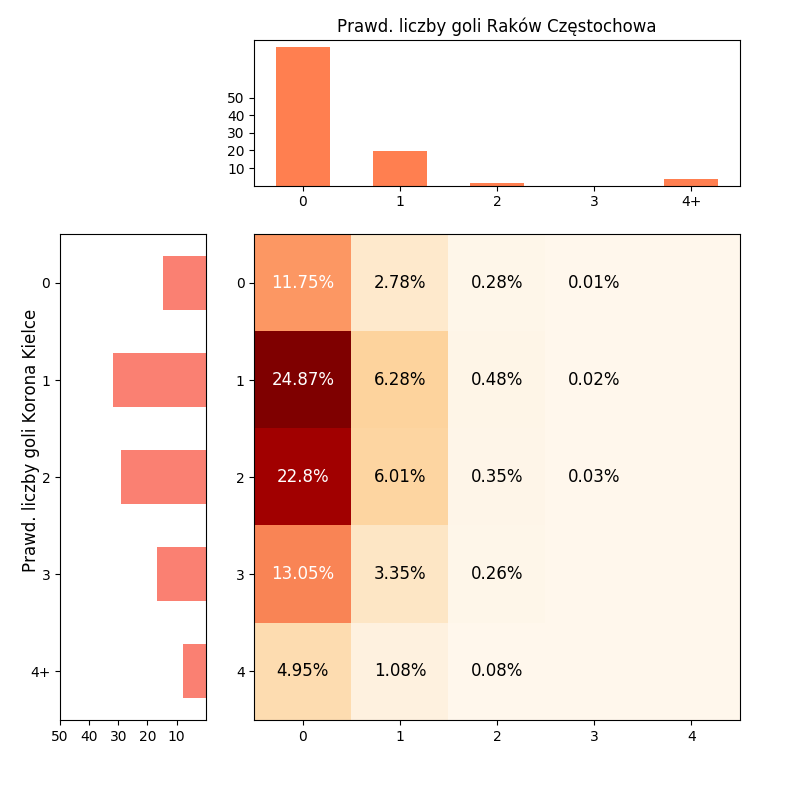 Prawd. liczby goli Raków Częstochowa
50
40
30
20
10
0 1 2 3 4+
Prawd. liczby goli Korona Kielce
0
1
2
3
4+
50 40 30 20 10
0 11.75% 2.78% 0.28% 0.01%
1 24.87% 6.28% 0.48% 0.02%
2 22.8% 6.01% 0.35% 0.03%
3 13.05% 3.35% 0.26%
4 4.95% 1.08% 0.08%
0 1 2 3 4